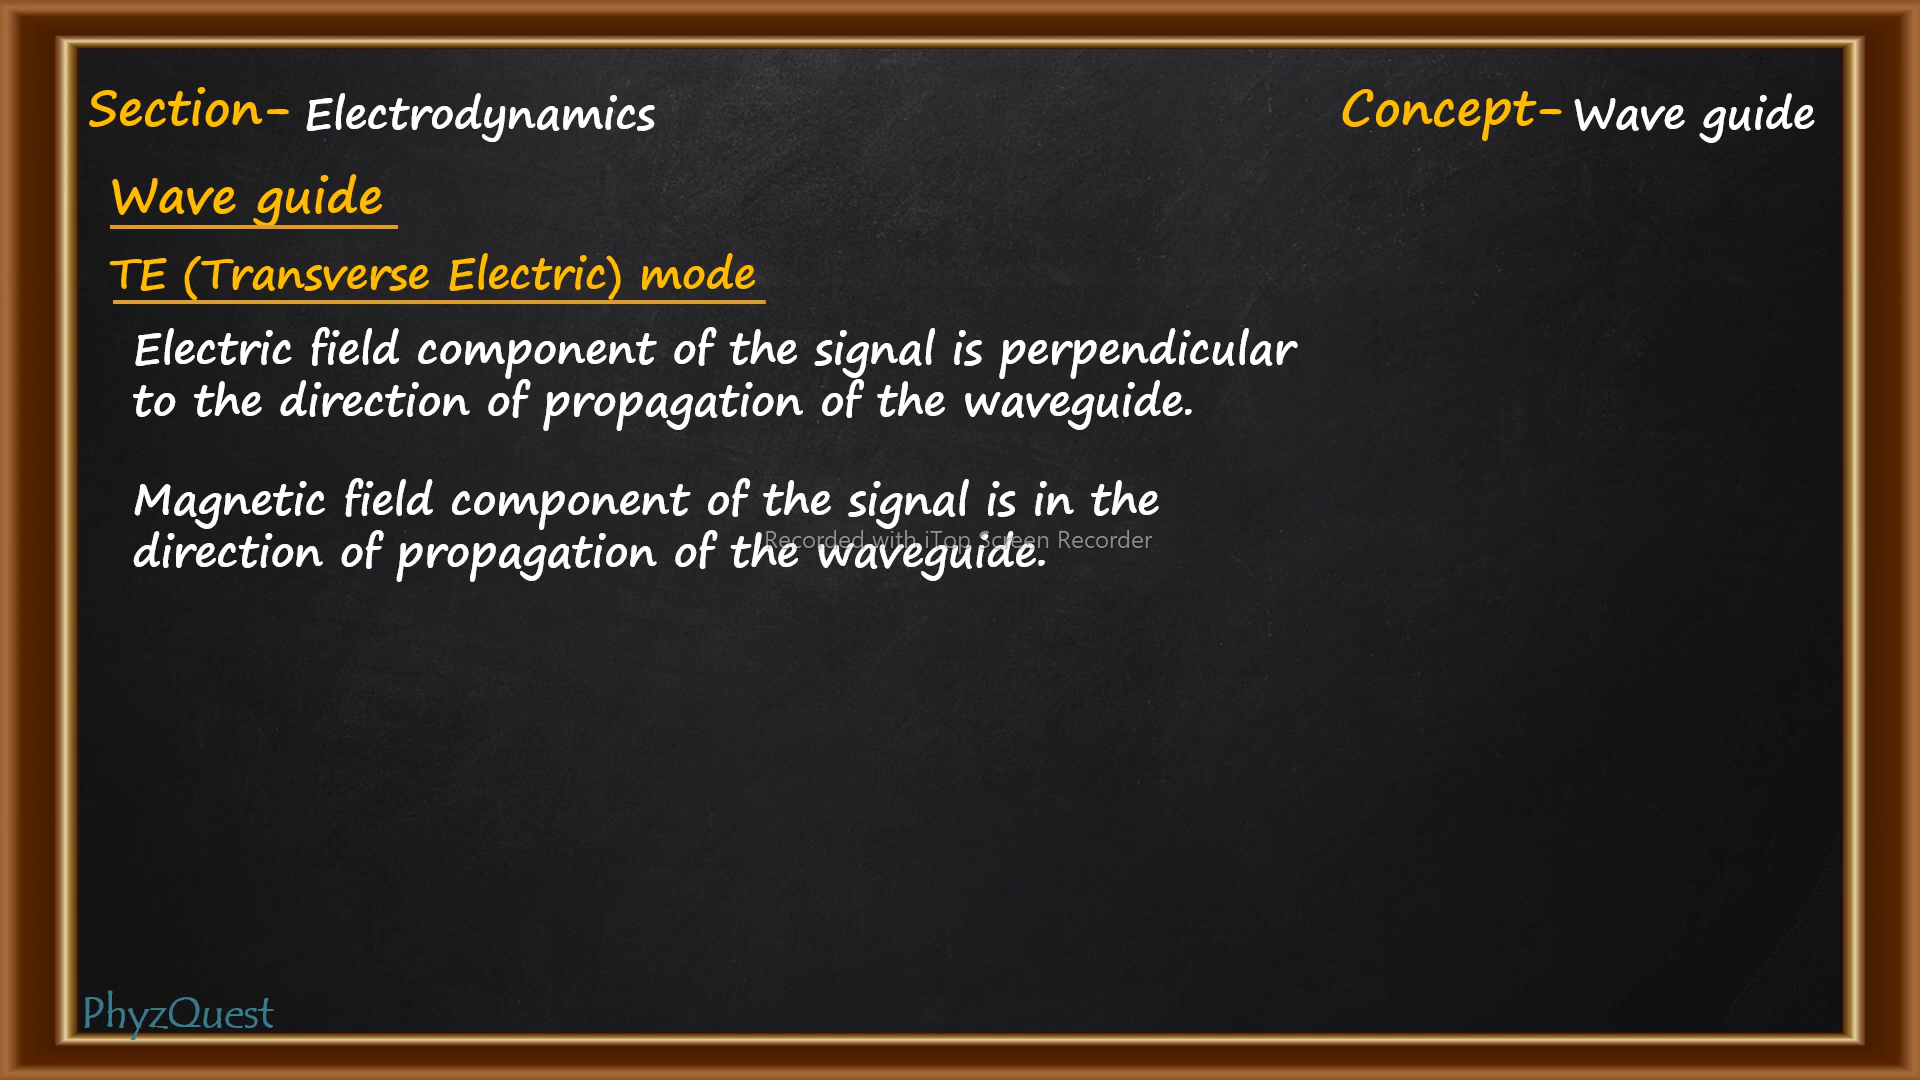 Section- Electrodynamics
Concept- Wave guide
Wave guide
TE (Transverse Electric) mode
Electric field component of the signal is perpendicular
to the direction of propagation of the waveguide.
Magnetic field component of the signal is in the
direction of propagation of the waveguide.
Recorded with iTop Screen Recorder
PhyzQuest